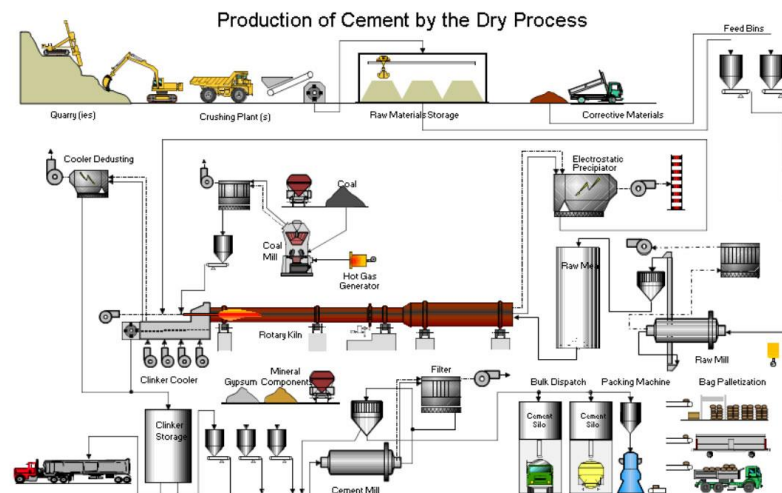 Production of Cement by the Dry Process
Feed Bins
Quarry (ies)
Crushing Plant (s)
Raw Materials Storage
Corrective Materials
Cooler Dedusting
Electrostatic
Precipiator
Coal
Coal
Mill
Hot Gas
Generator
Raw Meal
Rotary Kiln
Raw Mill
Clinker Cooler
Mineral
Gypsum Components
Filter
Bulk Dispatch
Packing Machine
Bag Palletization
Clinker
Storage
Cement
Silo
Cement
Silo
Cement Mill